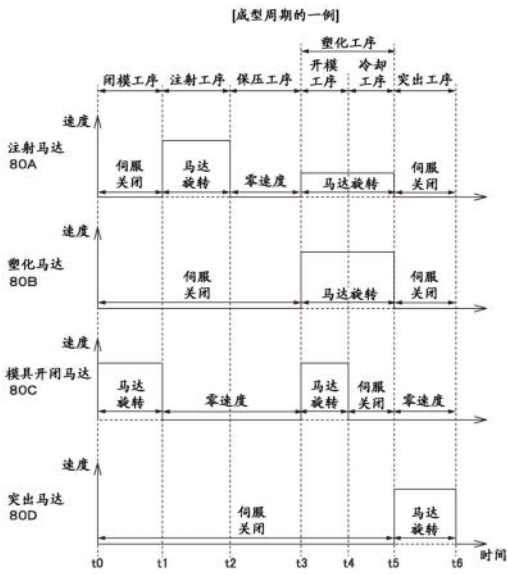 [成型周期的一例]
塑化工序
闭模工序 注射工序 保压工序 开模工序 冷却工序 突出工序
速度
注射马达
80A
伺服
关闭
马达
旋转
零速度
马达旋转
伺服
关闭
速度
塑化马达
80B
伺服
关闭
马达旋转
伺服
关闭
速度
模具开闭马达
80C
马达
旋转
零速度
马达
旋转
伺服
关闭
零速度
速度
突出马达
80D
伺服
关闭
马达
旋转
t0 t1 t2 t3 t4 t5 t6 时间